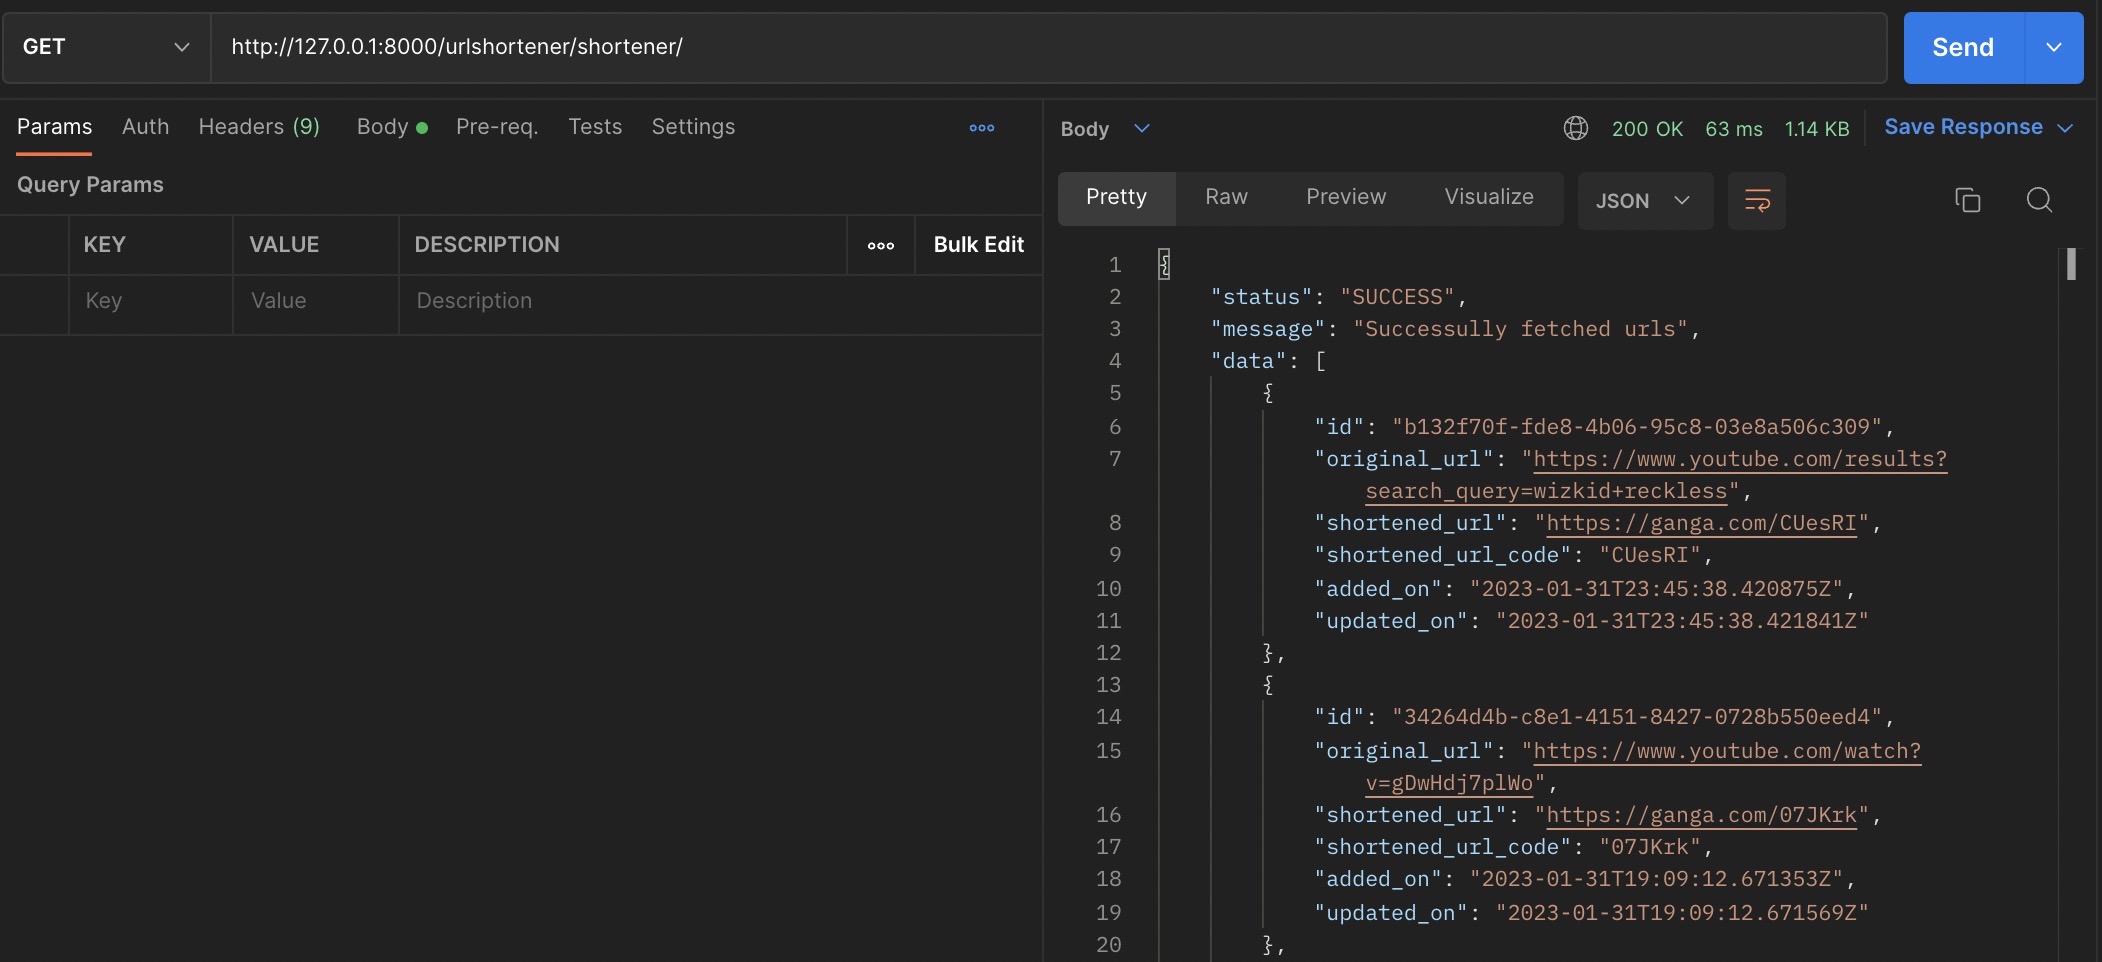 GET http://127.0.0.1:8000/urlshortener/shortener/ Send
Params Auth Headers (9) Body Pre-req. Tests Settings
Query Params
KEY VALUE DESCRIPTION Bulk Edit
Key Value Description
Body 200 OK 63 ms 1.14 KB Save Response
Pretty Raw Preview Visualize JSON
1 {
2 "status": "SUCCESS",
3 "message": "Successully fetched urls",
4 "data": [
5 {
6 "id": "b132f70f-fde8-4b06-95c8-03e8a506c309",
7 "original_url": "https://www.youtube.com/results?
search_query=wizkid+reckless",
8 "shortened_url": "https://ganga.com/CUesRI",
9 "shortened_url_code": "CUesRI",
10 "added_on": "2023-01-31T23:45:38.420875Z",
11 "updated_on": "2023-01-31T23:45:38.421841Z"
12 },
13 {
14 "id": "34264d4b-c8e1-4151-8427-0728b550eed4",
15 "original_url": "https://www.youtube.com/watch?
v=gDwHdj7plWo",
16 "shortened_url": "https://ganga.com/07JKrk",
17 "shortened_url_code": "07JKrk",
18 "added_on": "2023-01-31T19:09:12.671353Z",
19 "updated_on": "2023-01-31T19:09:12.671569Z"
20 },